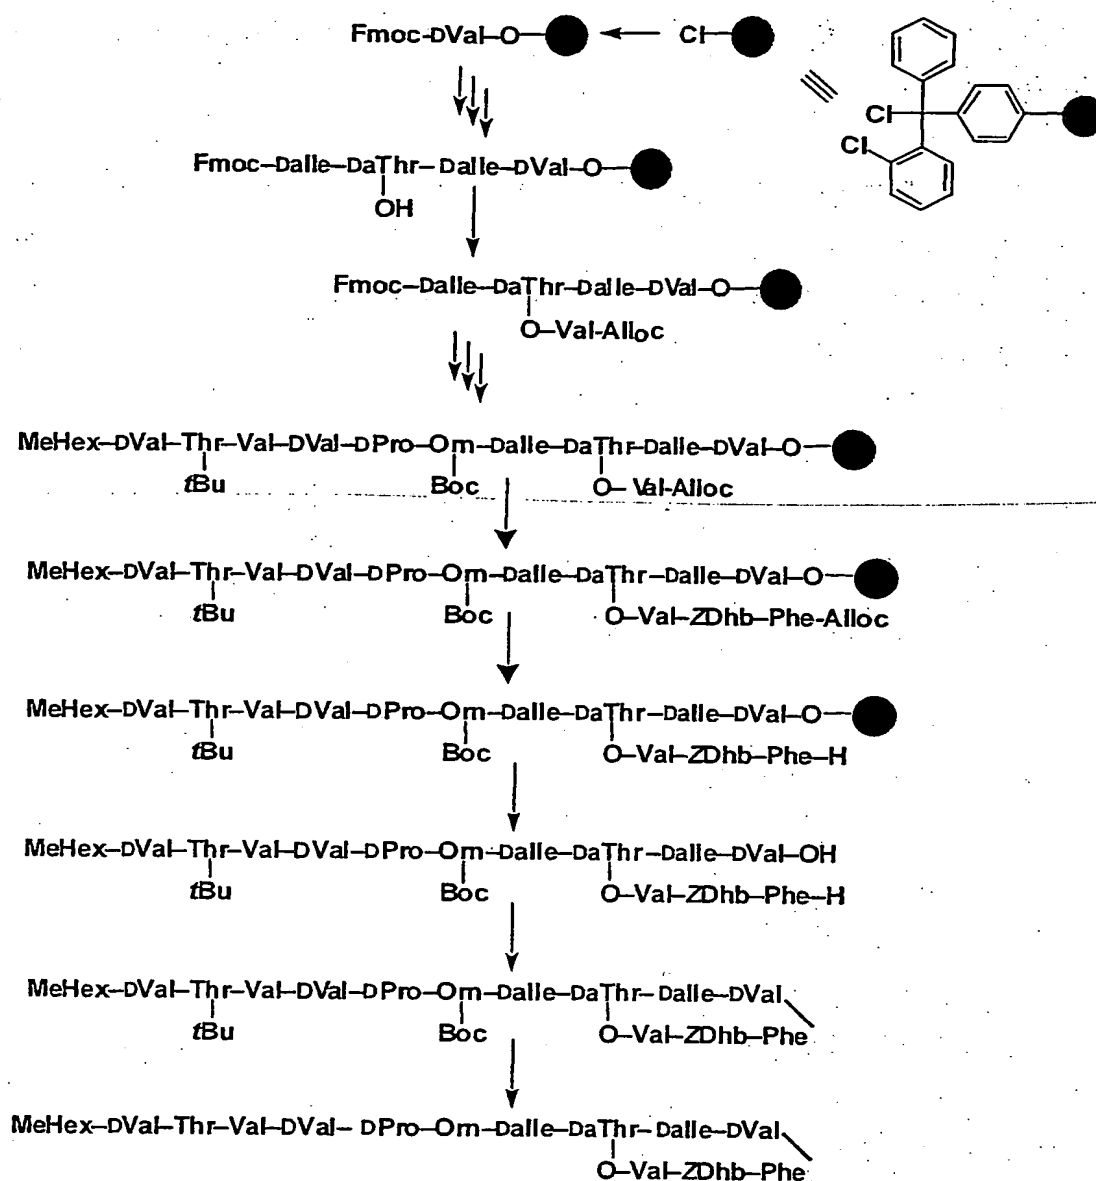 Fmoc–DVal–O Cl
Cl
Cl
Fmoc–Dalle–DaThr–Dalle–DVal–O
OH
Fmoc–Dalle–DaThr–Dalle–DVal–O
O–Val-Alloc
MeHex–DVal–Thr–Val–DVal–DPro–Orn–Dalle–DaThr–Dalle–DVal–O
tBu Boc O–Val-Alloc
MeHex–DVal–Thr–Val–DVal–DPro–Orn–Dalle–DaThr–Dalle–DVal–O
tBu Boc O–Val–ZDhb–Phe-Alloc
MeHex–DVal–Thr–Val–DVal–DPro–Orn–Dalle–DaThr–Dalle–DVal–O
tBu Boc O–Val–ZDhb–Phe–H
MeHex–DVal–Thr–Val–DVal–DPro–Orn–Dalle–DaThr–Dalle–DVal–OH
tBu Boc O–Val–ZDhb–Phe–H
MeHex–DVal–Thr–Val–DVal–DPro–Orn–Dalle–DaThr–Dalle–DVal
tBu Boc O–Val–ZDhb–Phe
MeHex–DVal–Thr–Val–DVal–DPro–Orn–Dalle–DaThr–Dalle–DVal
O–Val–ZDhb–Phe